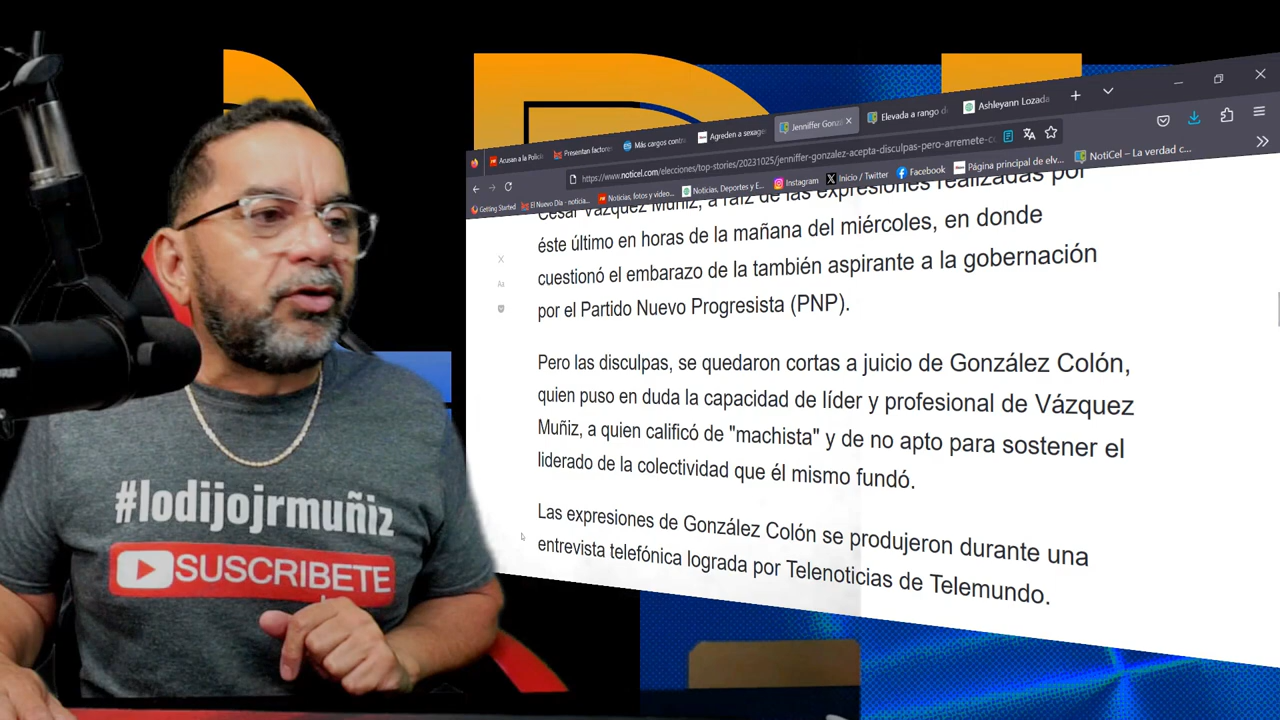 Acusan a la Policí
Presentan factores
Más cargos contra
Agreden a sexage
Jenniffer Gonzá
Elevada a rango d
Ashleyann Lozada
https://www.noticel.com/elecciones/top-stories/20231025/jenniffer-gonzalez-acepta-disculpas-pero-arremete-c
Getting Started
El Nuevo Día - noticia...
Noticias, fotos y video...
Noticias, Deportes y E...
Instagram
Inicio / Twitter
Facebook
Página principal de elv...
NotiCel – La verdad c...
César Vázquez Muñiz, a raíz de las expresiones realizadas por
éste último en horas de la mañana del miércoles, en donde
cuestionó el embarazo de la también aspirante a la gobernación
por el Partido Nuevo Progresista (PNP).
Pero las disculpas, se quedaron cortas a juicio de González Colón,
quien puso en duda la capacidad de líder y profesional de Vázquez
Muñiz, a quien calificó de "machista" y de no apto para sostener el
liderado de la colectividad que él mismo fundó.
Las expresiones de González Colón se produjeron durante una
entrevista telefónica lograda por Telenoticias de Telemundo.
#lodijojrmuñiz
SUSCRIBETE